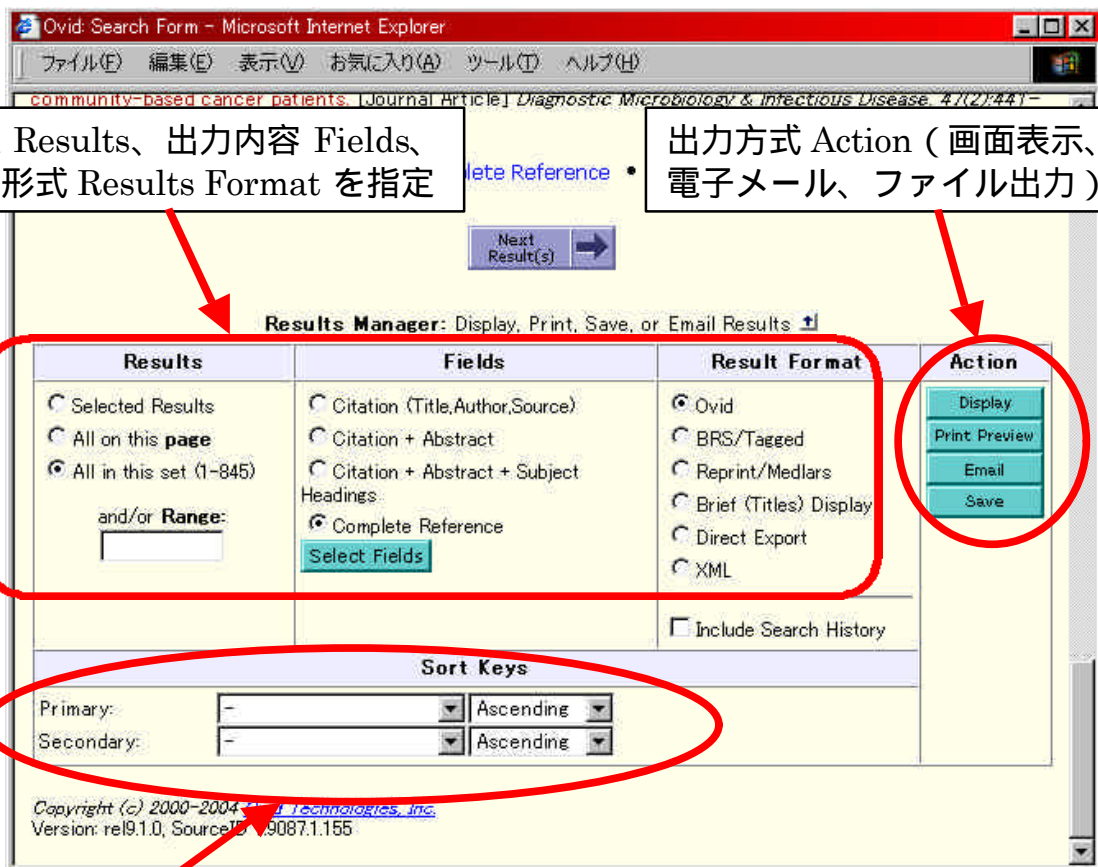 Ovid: Search Form - Microsoft Internet Explorer
ファイル(F) 編集(E) 表示(V) お気に入り(A) ツール(T) ヘルプ(H)
community-based cancer patients. [Journal Article] Diagnostic Microbiology & Infectious Disease. 47(2):441-
Results、出力内容 Fields、
形式 Results Format を指定
出力方式 Action（画面表示、
電子メール、ファイル出力）
lete Reference •
Next
Result(s)
Results Manager: Display, Print, Save, or Email Results
Results Fields Result Format Action
Selected Results
All on this page
All in this set (1-845)
and/or Range:
Citation (Title,Author,Source)
Citation + Abstract
Citation + Abstract + Subject
Headings
Complete Reference
Select Fields
Ovid
BRS/Tagged
Reprint/Medlars
Brief (Titles) Display
Direct Export
XML
Include Search History
Display
Print Preview
Email
Save
Sort Keys
Primary: - Ascending
Secondary: - Ascending
Copyright (c) 2000-2004 Technologies, Inc.
Version: rel9.1.0, SourceID .9087.1.155